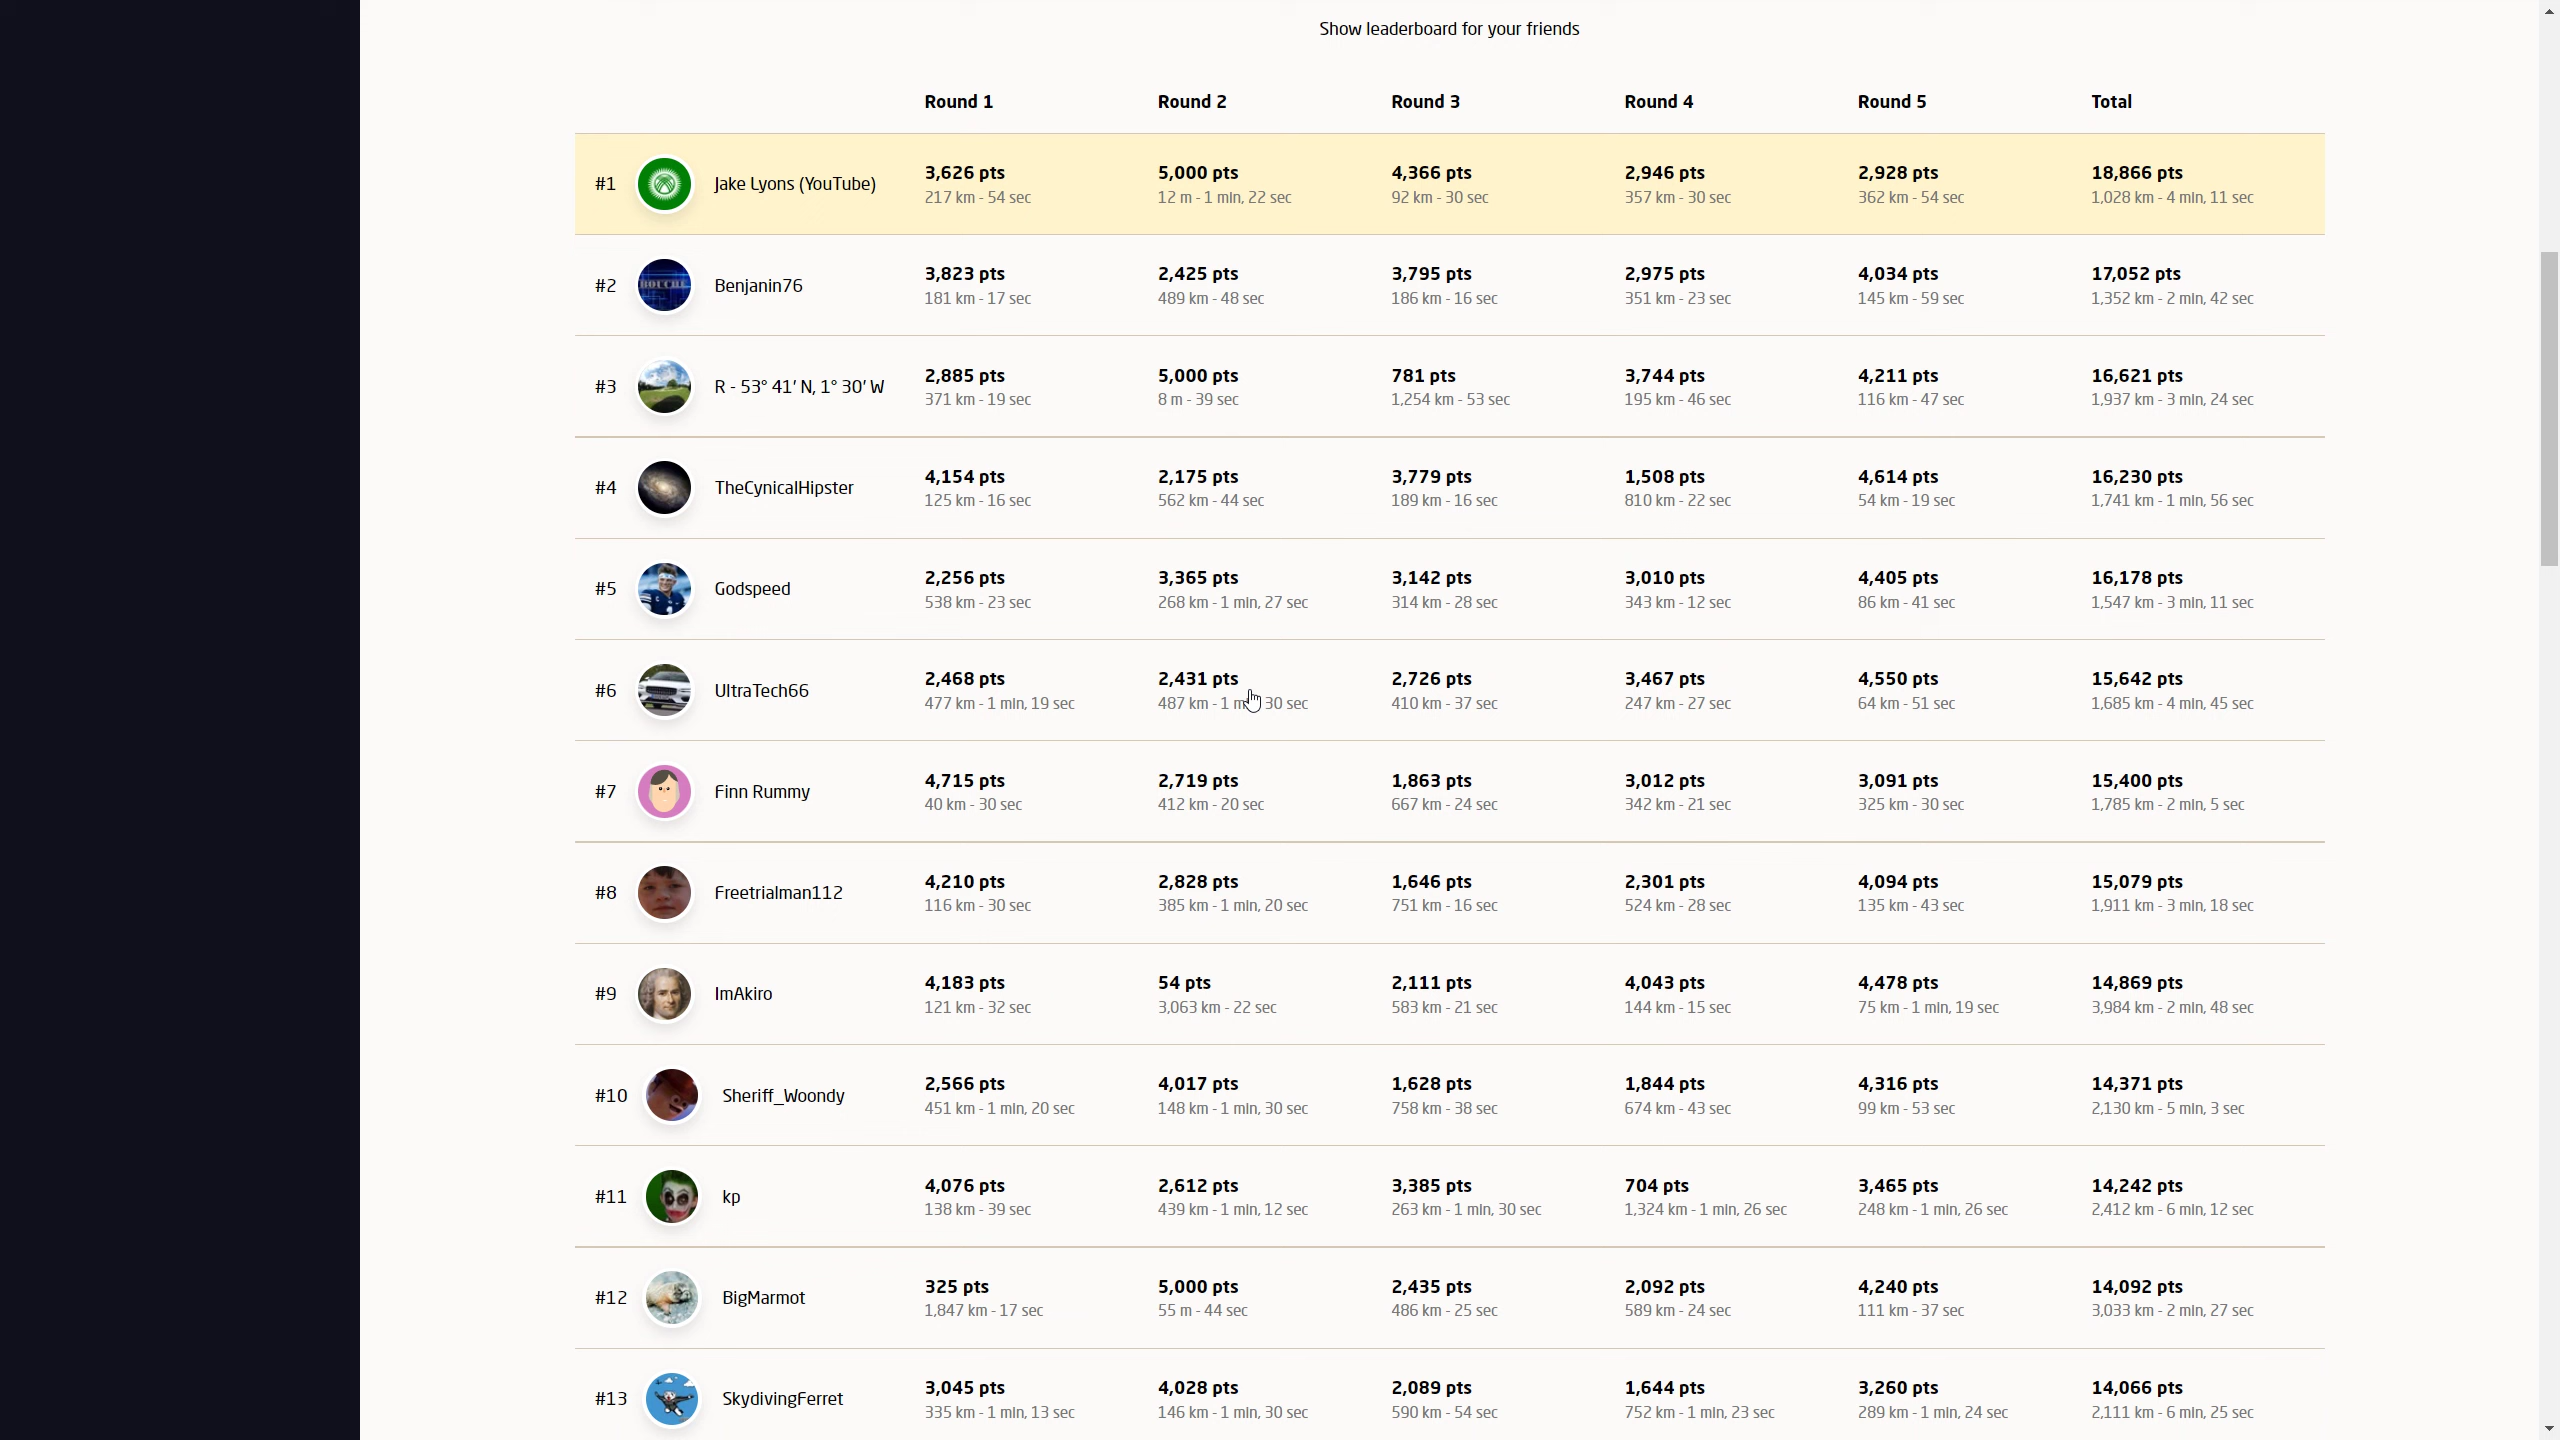 Show leaderboard for your friends
Round 1 Round 2 Round 3 Round 4 Round 5 Total
#1 Jake Lyons (YouTube) 3,626 pts 5,000 pts 4,366 pts 2,946 pts 2,928 pts 18,866 pts
217 km - 54 sec 12 m - 1 min, 22 sec 92 km - 30 sec 357 km - 30 sec 362 km - 54 sec 1,028 km - 4 min, 11 sec
#2 Benjanin76 3,823 pts 2,425 pts 3,795 pts 2,975 pts 4,034 pts 17,052 pts
181 km - 17 sec 489 km - 48 sec 186 km - 16 sec 351 km - 23 sec 145 km - 59 sec 1,352 km - 2 min, 42 sec
#3 R - 53° 41′ N, 1° 30′ W 2,885 pts 5,000 pts 781 pts 3,744 pts 4,211 pts 16,621 pts
371 km - 19 sec 8 m - 39 sec 1,254 km - 53 sec 195 km - 46 sec 116 km - 47 sec 1,937 km - 3 min, 24 sec
#4 TheCynicalHipster 4,154 pts 2,175 pts 3,779 pts 1,508 pts 4,614 pts 16,230 pts
125 km - 16 sec 562 km - 44 sec 189 km - 16 sec 810 km - 22 sec 54 km - 19 sec 1,741 km - 1 min, 56 sec
#5 Godspeed 2,256 pts 3,365 pts 3,142 pts 3,010 pts 4,405 pts 16,178 pts
538 km - 23 sec 268 km - 1 min, 27 sec 314 km - 28 sec 343 km - 12 sec 86 km - 41 sec 1,547 km - 3 min, 11 sec
#6 UltraTech66 2,468 pts 2,431 pts 2,726 pts 3,467 pts 4,550 pts 15,642 pts
477 km - 1 min, 19 sec 487 km - 1 30 sec 410 km - 37 sec 247 km - 27 sec 64 km - 51 sec 1,685 km - 4 min, 45 sec
#7 Finn Rummy 4,715 pts 2,719 pts 1,863 pts 3,012 pts 3,091 pts 15,400 pts
40 km - 30 sec 412 km - 20 sec 667 km - 24 sec 342 km - 21 sec 325 km - 30 sec 1,785 km - 2 min, 5 sec
#8 Freetrialman112 4,210 pts 2,828 pts 1,646 pts 2,301 pts 4,094 pts 15,079 pts
116 km - 30 sec 385 km - 1 min, 20 sec 751 km - 16 sec 524 km - 28 sec 135 km - 43 sec 1,911 km - 3 min, 18 sec
#9 ImAkiro 4,183 pts 54 pts 2,111 pts 4,043 pts 4,478 pts 14,869 pts
121 km - 32 sec 3,063 km - 22 sec 583 km - 21 sec 144 km - 15 sec 75 km - 1 min, 19 sec 3,984 km - 2 min, 48 sec
#10 Sheriff_Woondy 2,566 pts 4,017 pts 1,628 pts 1,844 pts 4,316 pts 14,371 pts
451 km - 1 min, 20 sec 148 km - 1 min, 30 sec 758 km - 38 sec 674 km - 43 sec 99 km - 53 sec 2,130 km - 5 min, 3 sec
#11 kp 4,076 pts 2,612 pts 3,385 pts 704 pts 3,465 pts 14,242 pts
138 km - 39 sec 439 km - 1 min, 12 sec 263 km - 1 min, 30 sec 1,324 km - 1 min, 26 sec 248 km - 1 min, 26 sec 2,412 km - 6 min, 12 sec
#12 BigMarmot 325 pts 5,000 pts 2,435 pts 2,092 pts 4,240 pts 14,092 pts
1,847 km - 17 sec 55 m - 44 sec 486 km - 25 sec 589 km - 24 sec 111 km - 37 sec 3,033 km - 2 min, 27 sec
#13 SkydivingFerret 3,045 pts 4,028 pts 2,089 pts 1,644 pts 3,260 pts 14,066 pts
335 km - 1 min, 13 sec 146 km - 1 min, 30 sec 590 km - 54 sec 752 km - 1 min, 23 sec 289 km - 1 min, 24 sec 2,111 km - 6 min, 25 sec